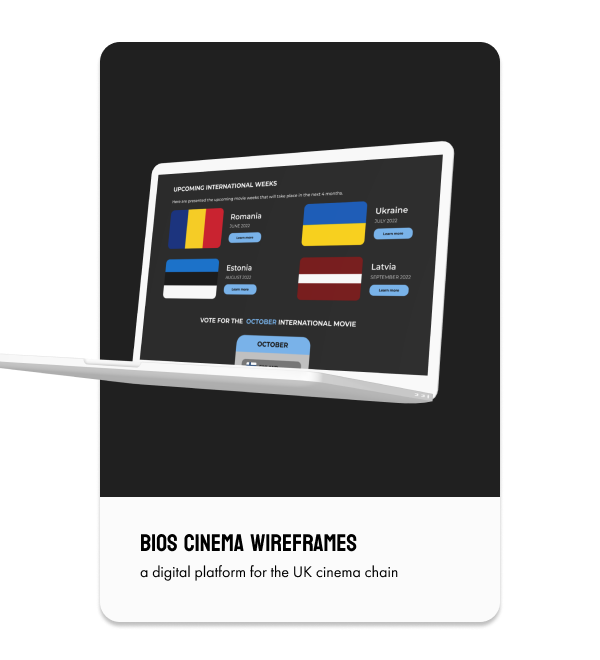 UPCOMING INTERNATIONAL WEEKS
Here are presented the upcoming movie weeks that will take place in the next 4 months.
Romania
JUNE 2022
Learn more
Ukraine
JULY 2022
Learn more
Estonia
AUGUST 2022
Learn more
Latvia
SEPTEMBER 2022
Learn more
VOTE FOR THE OCTOBER INTERNATIONAL MOVIE
OCTOBER
BIOS CINEMA WIREFRAMES
a digital platform for the UK cinema chain